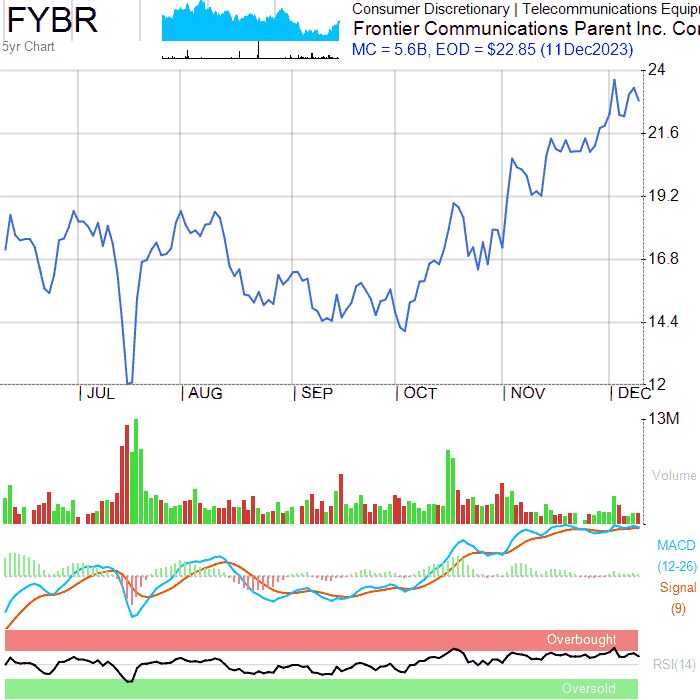 FYBR
5yr Chart
Consumer Discretionary | Telecommunications Equip
Frontier Communications Parent Inc. Co
MC = 5.6B, EOD = $22.85 (11Dec2023)
24
21.6
19.2
16.8
14.4
12
JUL AUG SEP OCT NOV DEC
13M
Volume
MACD
(12-26)
Signal
(9)
Overbought
RSI(14)
Oversold